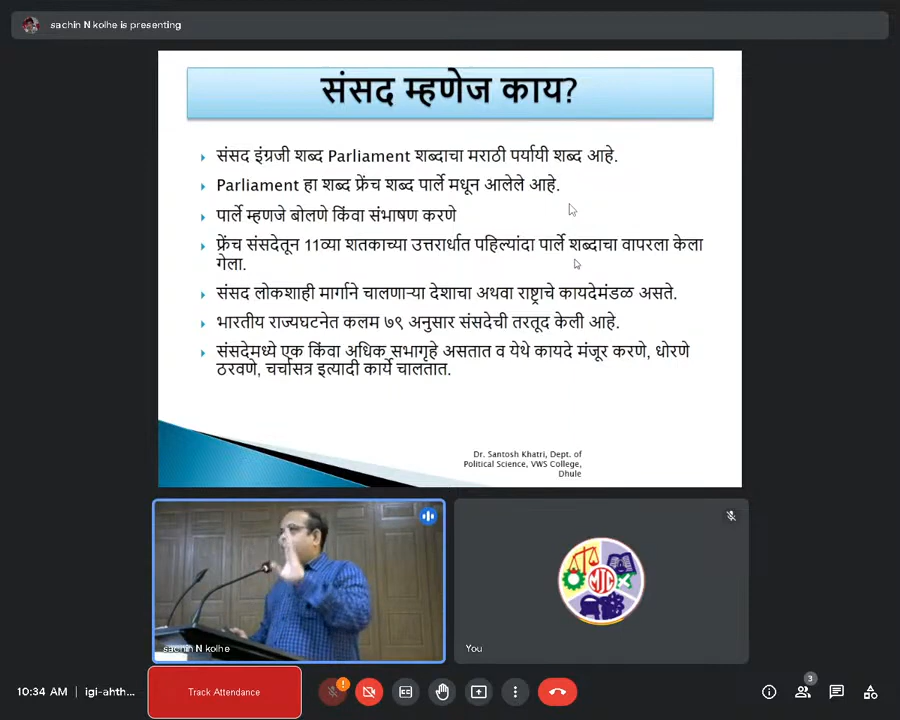 sachin N kolhe is presenting
संसद म्हणेज काय?
संसद इंग्रजी शब्द Parliament शब्दाचा मराठी पर्यायी शब्द आहे.
Parliament हा शब्द फ्रेंच शब्द पार्ले मधून आलेले आहे.
पार्ले म्हणजे बोलणे किंवा संभाषण करणे
फ्रेंच संसदेतून 11व्या शतकाच्या उत्तरार्धात पहिल्यांदा पार्ले शब्दाचा वापरला केला
गेला.
संसद लोकशाही मार्गाने चालणाऱ्या देशाचा अथवा राष्ट्राचे कायदेमंडळ असते.
भारतीय राज्यघटनेत कलम ७९ अनुसार संसदेची तरतूद केली आहे.
संसदेमध्ये एक किंवा अधिक सभागृहे असतात व येथे कायदे मंजूर करणे, धोरणे
ठरवणे, चर्चासत्र इत्यादी कार्ये चालतात.
Dr. Santosh Khatri, Dept. of
Political Science, VWS College,
Dhule
MJC
sachin N kolhe
You
10:34 AM | igi-ahth...
Track Attendance
3